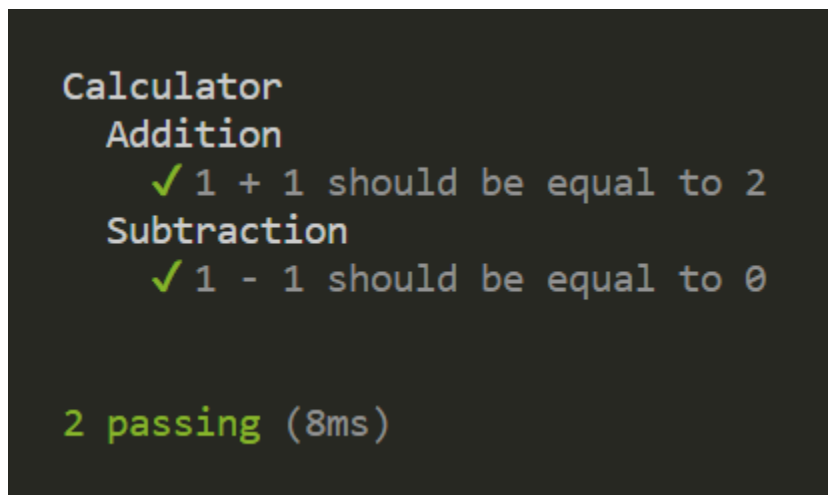 Calculator
Addition
✓ 1 + 1 should be equal to 2
Subtraction
✓ 1 - 1 should be equal to 0
2 passing (8ms)